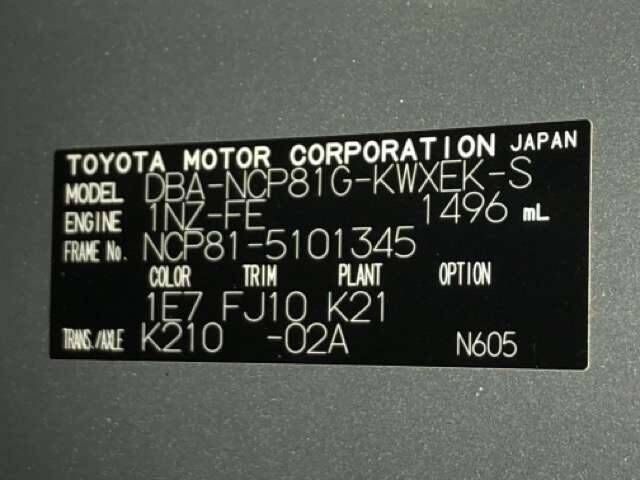 TOYOTA MOTOR CORPORATION JAPAN
MODEL DBA-NCP81G-KWXEK-S
ENGINE 1NZ-FE 1496 mL
FRAME No. NCP81-5101345
COLOR TRIM PLANT OPTION
1E7 FJ10 K21
TRANS./AXLE K210 -02A N605